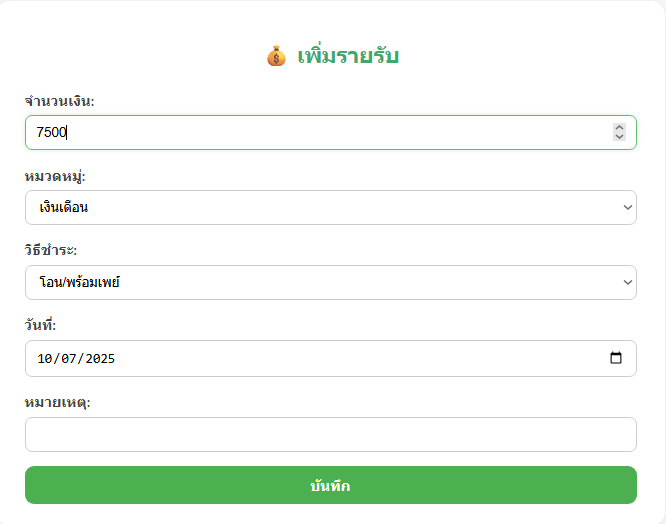 💰 เพิ่มรายรับ
จำนวนเงิน:
7500
หมวดหมู่:
เงินเดือน
วิธีชำระ:
โอน/พร้อมเพย์
วันที่:
10/07/2025
หมายเหตุ:
บันทึก